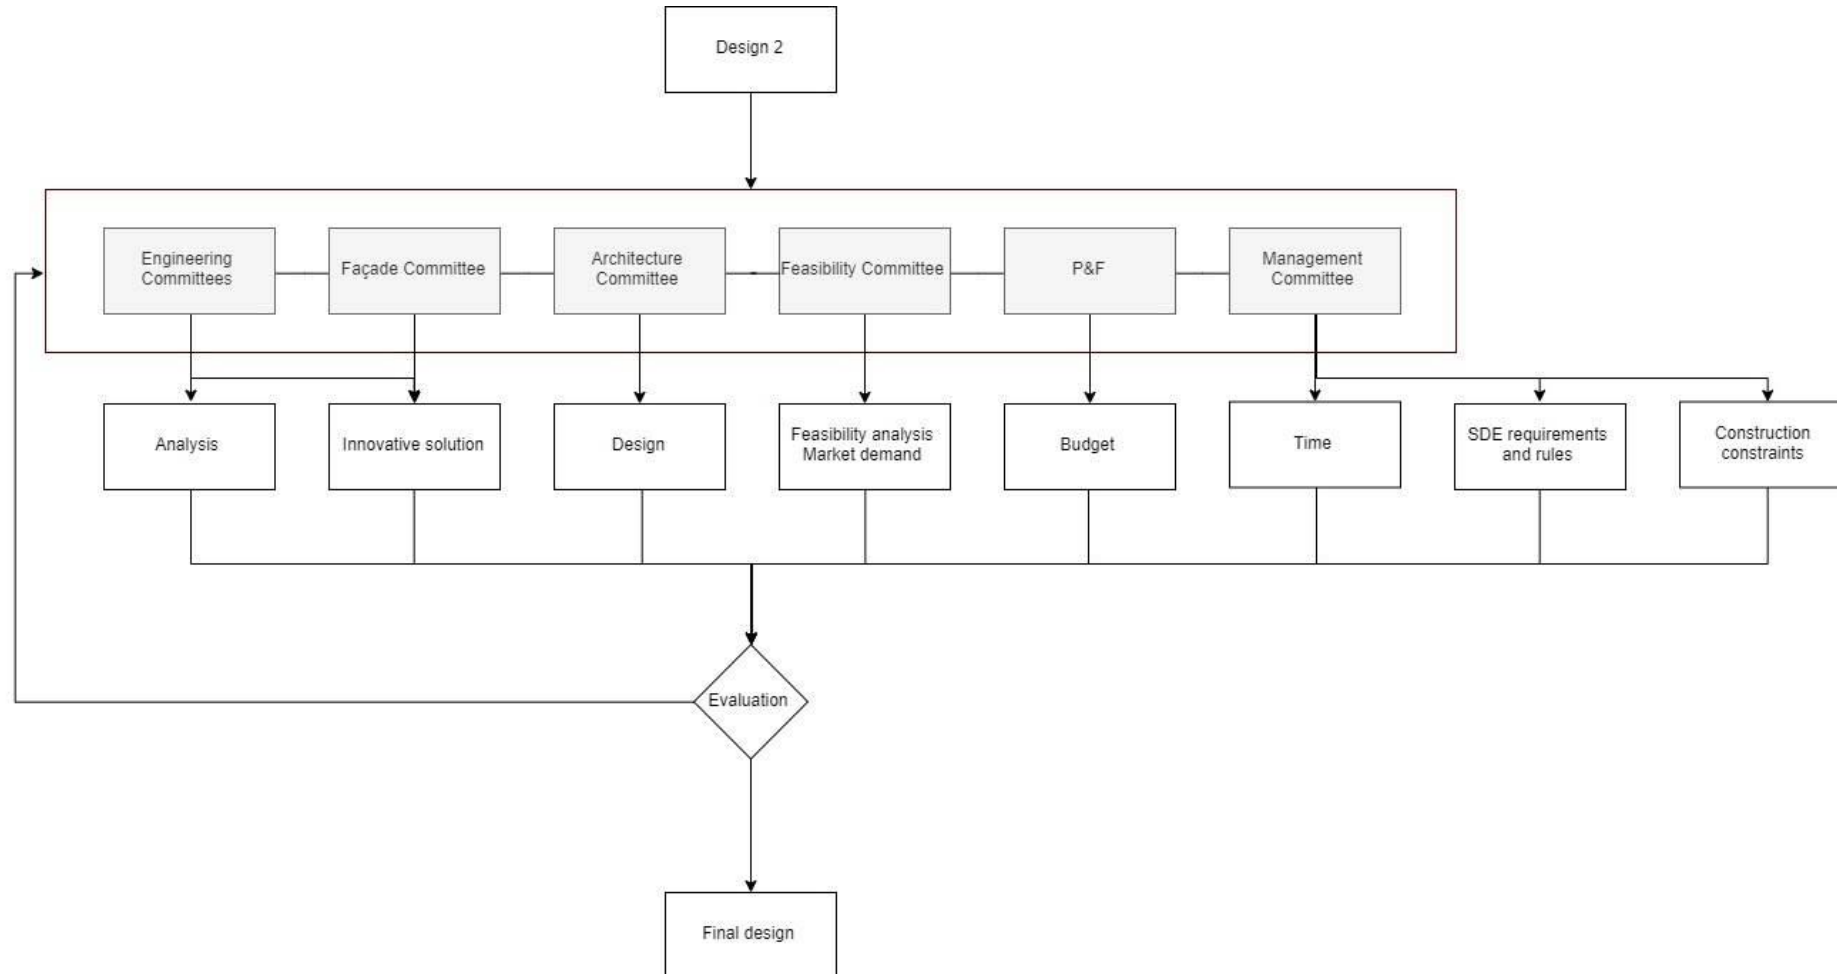 Design 2
Engineering
Committees
Façade Committee
Architecture
Committee
Feasibility Committee
P&F
Management
Committee
Analysis
Innovative solution
Design
Feasibility analysis
Market demand
Budget
Time
SDE requirements
and rules
Construction
constraints
Evaluation
Final design